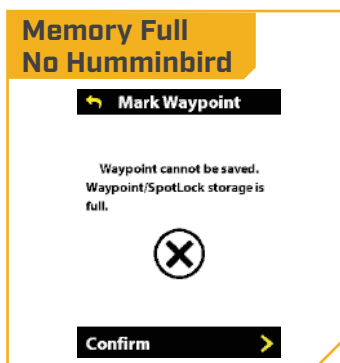 Memory Full
No Humminbird
Mark Waypoint
Waypoint cannot be saved.
Waypoint/SpotLock storage is
full.
Confirm